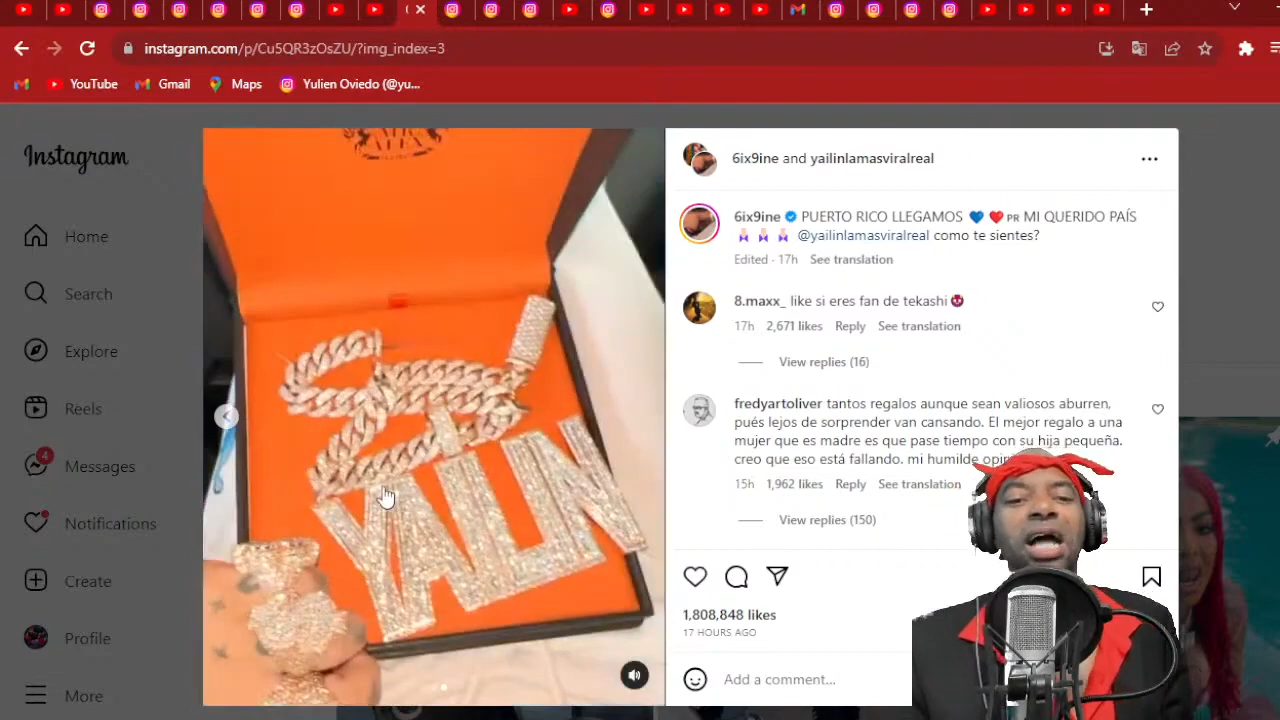 instagram.com/p/Cu5QR3zOsZU/?img_index=3
YouTube
Gmail
Maps
Yulien Oviedo (@yu...
Instagram
Home
Search
Explore
Reels
4
Messages
Notifications
Create
Profile
More
YAILIN
6ix9ine and yailinlamasviralreal
6ix9ine PUERTO RICO LLEGAMOS 💙 ❤️ PR MI QUERIDO PAÍS
@yailinlamasviralreal como te sientes?
Edited · 17h See translation
8.maxx_ like si eres fan de tekashi
17h 2,671 likes Reply See translation
View replies (16)
fredyartoliver tantos regalos aunque sean valiosos aburren,
pués lejos de sorprender van cansando. El mejor regalo a una
mujer que es madre es que pase tiempo con su hija pequeña.
creo que eso está fallando. mi humilde
15h 1,962 likes Reply See translation
View replies (150)
1,808,848 likes
17 HOURS AGO
Add a comment...